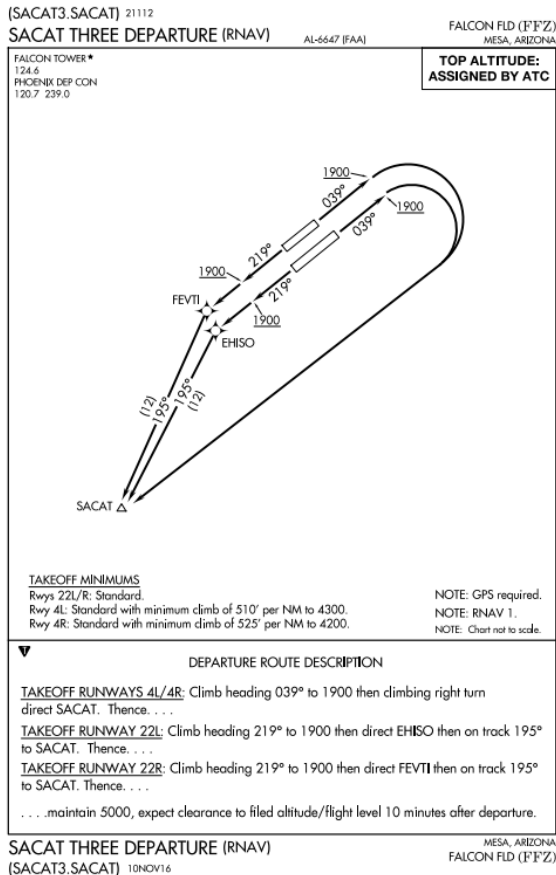 (SACAT3.SACAT) 21112
SACAT THREE DEPARTURE (RNAV)
AL-6647 (FAA)
FALCON FLD (FFZ)
MESA, ARIZONA
FALCON TOWER★
124.6
PHOENIX DEP CON
120.7 239.0
TOP ALTITUDE:
ASSIGNED BY ATC
1900
039°
1900
039°
219°
1900
219°
FEVTI
1900
EHISO
(12)
195°
195°
(12)
SACAT
TAKEOFF MINIMUMS
Rwys 22L/R: Standard.
Rwy 4L: Standard with minimum climb of 510' per NM to 4300.
Rwy 4R: Standard with minimum climb of 525' per NM to 4200.
NOTE: GPS required.
NOTE: RNAV 1.
NOTE: Chart not to scale.
T
DEPARTURE ROUTE DESCRIPTION
TAKEOFF RUNWAYS 4L/4R: Climb heading 039° to 1900 then climbing right turn
direct SACAT. Thence. . . .
TAKEOFF RUNWAY 22L: Climb heading 219° to 1900 then direct EHISO then on track 195°
to SACAT. Thence. . . .
TAKEOFF RUNWAY 22R: Climb heading 219° to 1900 then direct FEVTI then on track 195°
to SACAT. Thence. . . .
. . . .maintain 5000, expect clearance to filed altitude/flight level 10 minutes after departure.
SACAT THREE DEPARTURE (RNAV)
(SACAT3.SACAT) 10NOV16
MESA, ARIZONA
FALCON FLD (FFZ)